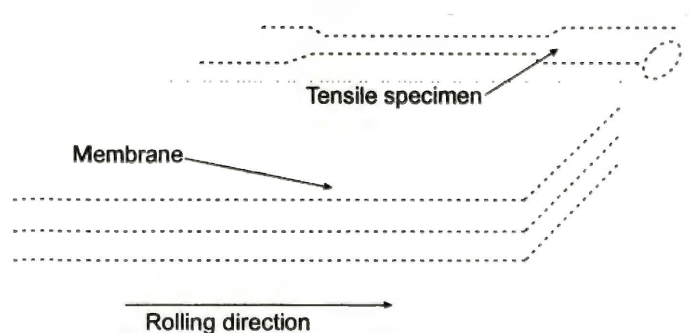 Tensile specimen
Membrane
Rolling direction